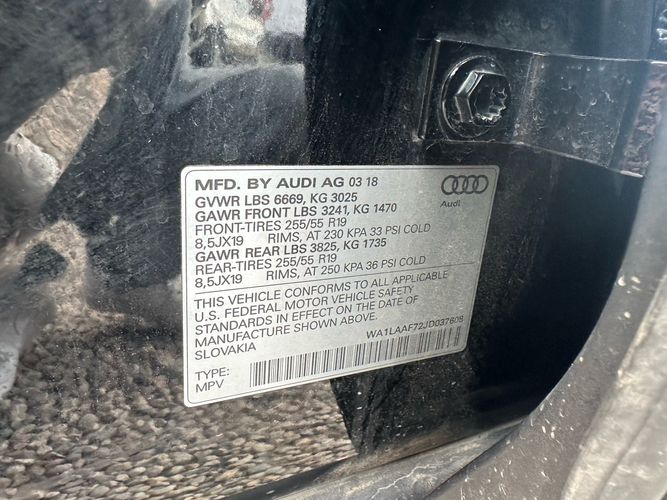 MFD. BY AUDI AG 03 18
GVWR LBS 6669, KG 3025
GAWR FRONT LBS 3241, KG 1470
FRONT-TIRES 255/55 R19
8,5JX19 RIMS, AT 230 KPA 33 PSI COLD
GAWR REAR LBS 3825, KG 1735
REAR-TIRES 255/55 R19
8,5JX19 RIMS, AT 250 KPA 36 PSI COLD
THIS VEHICLE CONFORMS TO ALL APPLICABLE
U.S. FEDERAL MOTOR VEHICLE SAFETY
STANDARDS IN EFFECT ON THE DATE OF
MANUFACTURE SHOWN ABOVE.
SLOVAKIA
WA1LAAF72JD037608
TYPE:
MPV
Audi